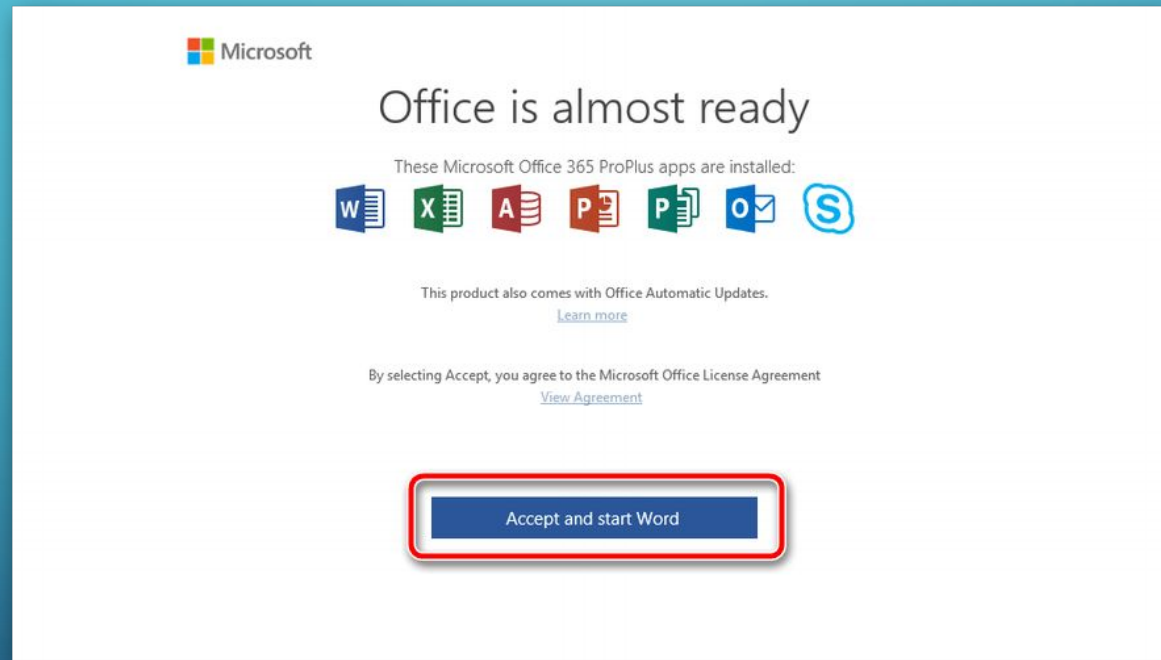 Microsoft
Office is almost ready
These Microsoft Office 365 ProPlus apps are installed:
W X A P P O S
This product also comes with Office Automatic Updates.
Learn more
By selecting Accept, you agree to the Microsoft Office License Agreement
View Agreement
Accept and start Word